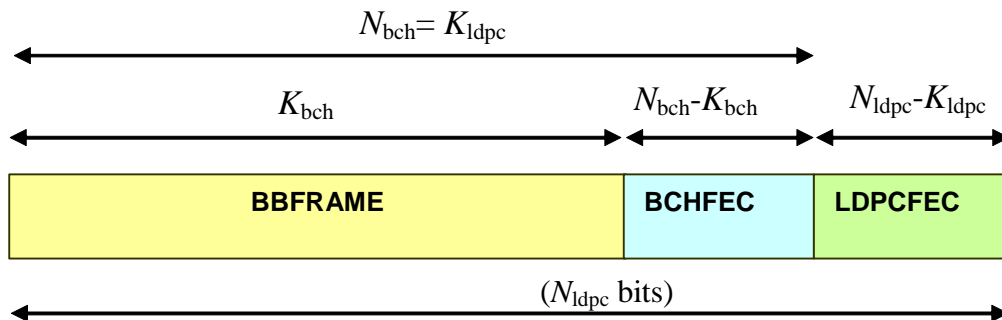 N_bch= K_ldpc
K_bch N_bch-K_bch N_ldpc-K_ldpc
BBFRAME BCHFEC LDPCFEC
(N_ldpc bits)